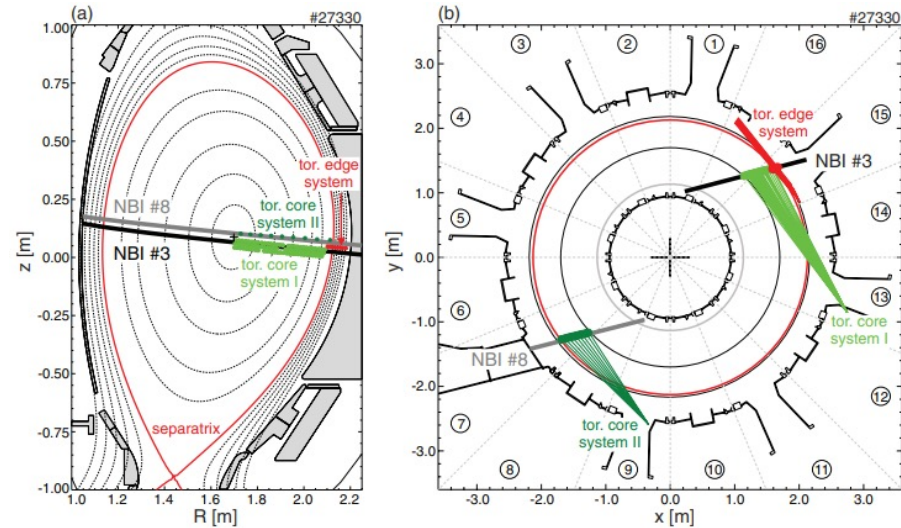 (a)
#27330
1.00
0.75
0.50
0.25
0.00
-0.25
-0.50
-0.75
-1.00
z [m]
tor. edge
system
NBI #8
tor. core
system II
NBI #3
tor. core
system I
separatrix
1.0 1.2 1.4 1.6 1.8 2.0 2.2
R [m]
(b)
#27330
3.0
2.0
1.0
0.0
-1.0
-2.0
-3.0
y [m]
3
2
1
16
4
15
5
14
6
13
7
12
8
9
10
11
tor. edge
system
NBI #3
tor. core
system I
NBI #8
tor. core
system II
-3.0 -2.0 -1.0 0.0 1.0 2.0 3.0
x [m]